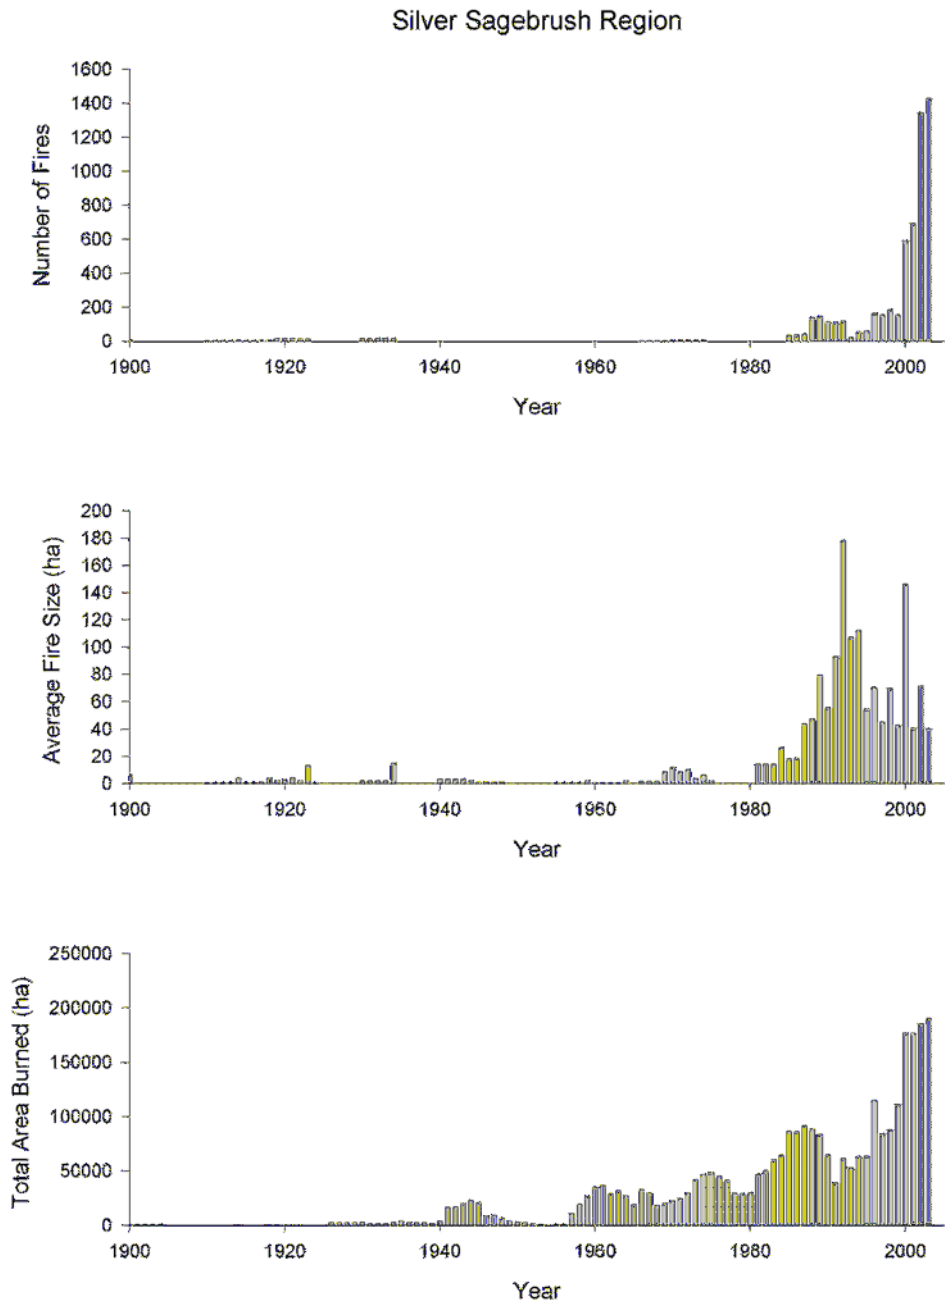 Silver Sagebrush Region
Number of Fires
1600
1400
1200
1000
800
600
400
200
0
1900 1920 1940 1960 1980 2000
Year
Average Fire Size (ha)
200
180
160
140
120
100
80
60
40
20
0
1900 1920 1940 1960 1980 2000
Year
Total Area Burned (ha)
250000
200000
150000
100000
50000
0
1900 1920 1940 1960 1980 2000
Year